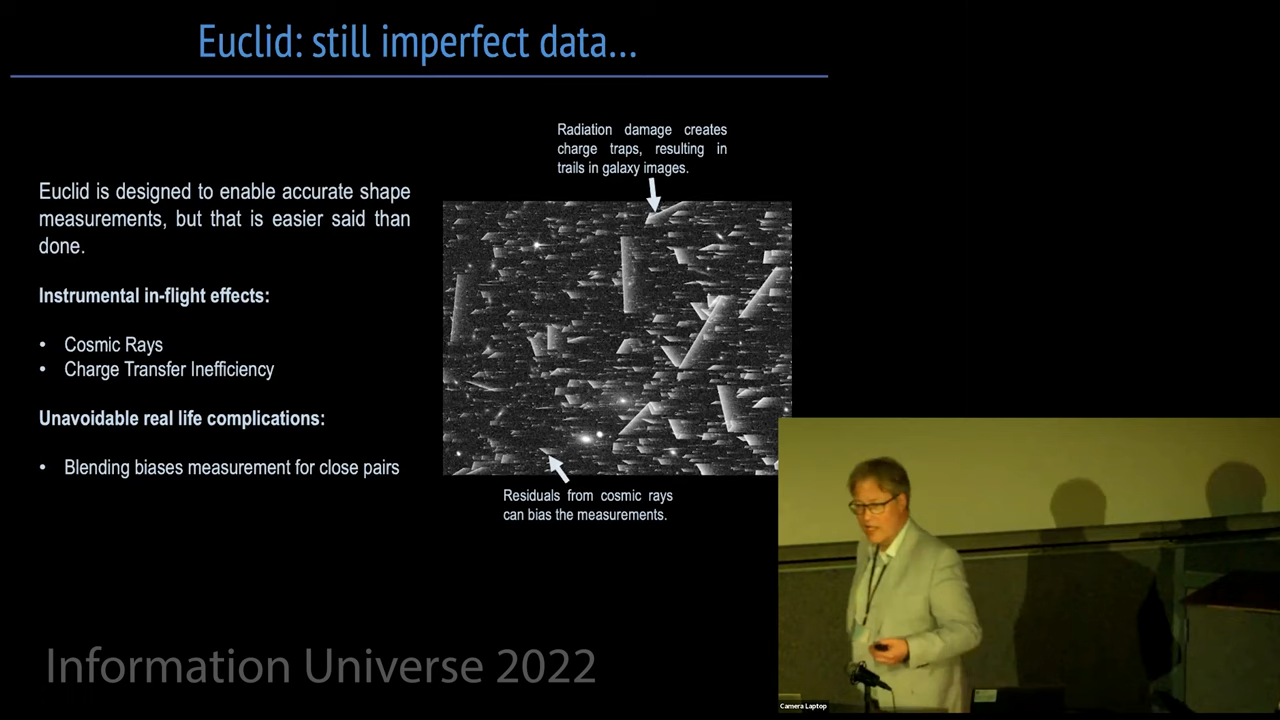 Euclid: still imperfect data...
Radiation damage creates
charge traps, resulting in
trails in galaxy images.
Euclid is designed to enable accurate shape
measurements, but that is easier said than
done.
Instrumental in-flight effects:
• Cosmic Rays
• Charge Transfer Inefficiency
Unavoidable real life complications:
• Blending biases measurement for close pairs
Residuals from cosmic rays
can bias the measurements.
Information Universe 2022
Camera Laptop